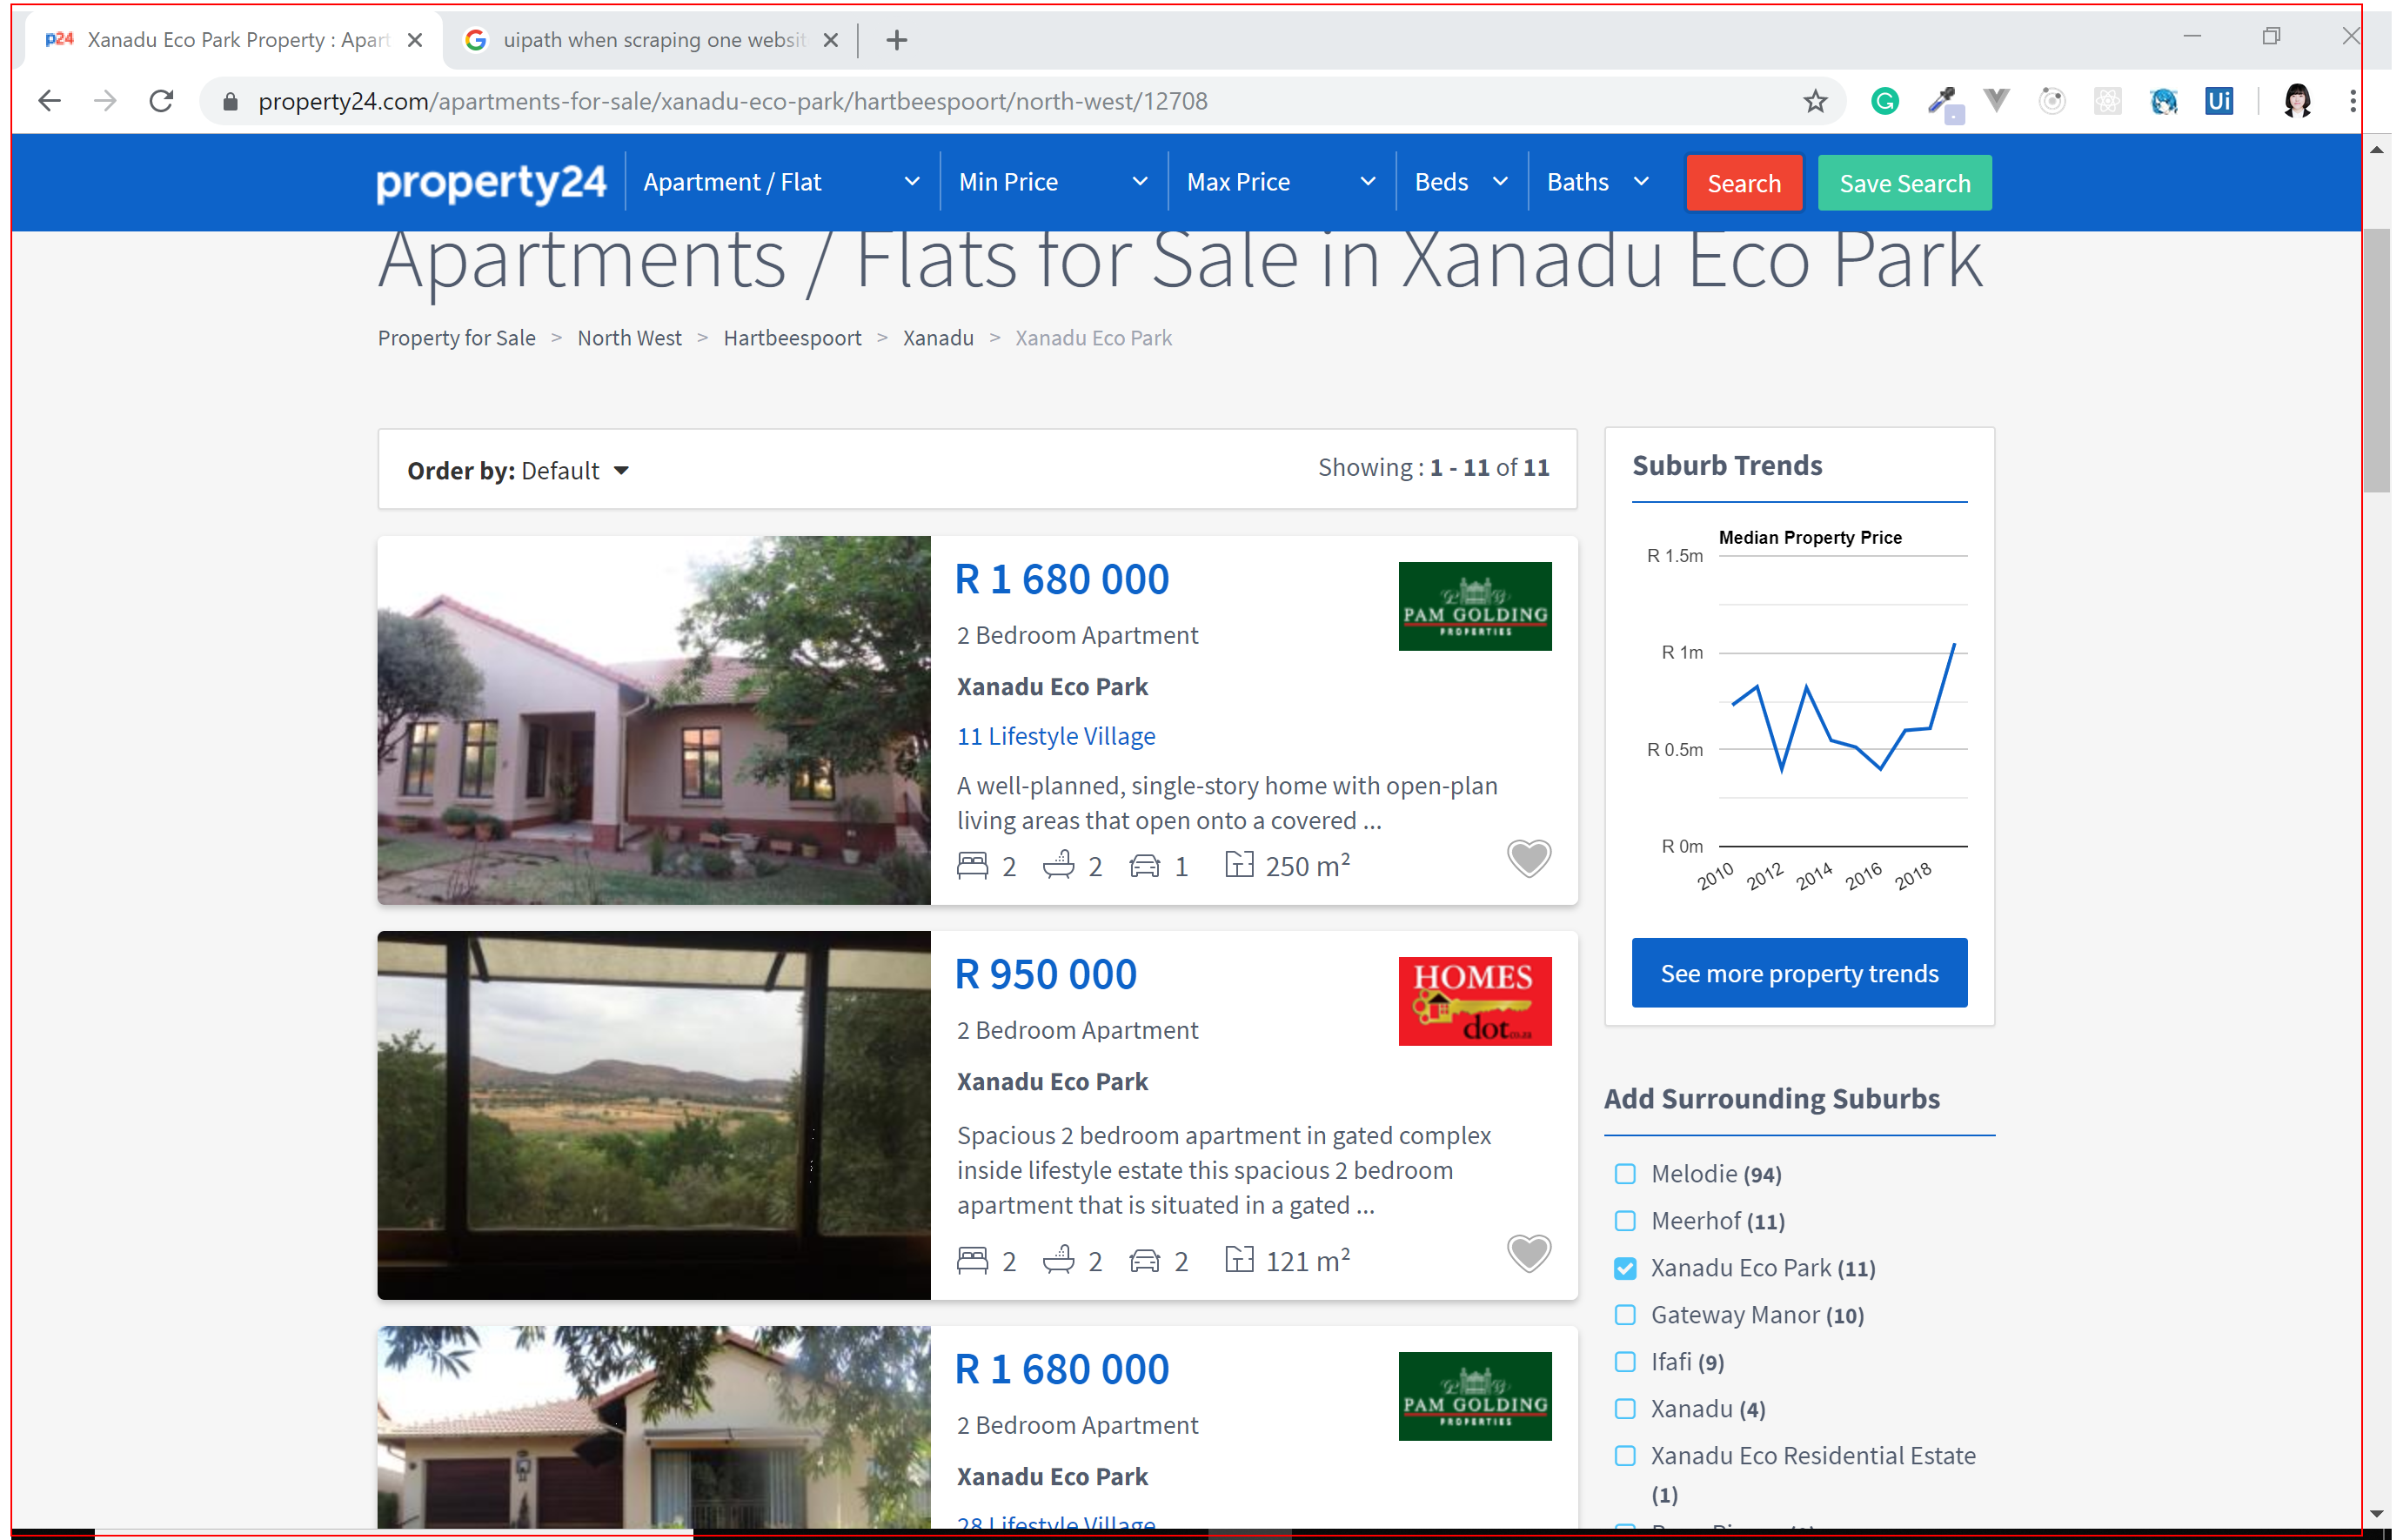 p24 Xanadu Eco Park Property : Apart
uipath when scraping one websit
property24.com/apartments-for-sale/xanadu-eco-park/hartbeespoort/north-west/12708
Ui
property24 Apartment / Flat Min Price Max Price Beds Baths Search Save Search
Apartments / Flats for Sale in Xanadu Eco Park
Property for Sale > North West > Hartbeespoort > Xanadu > Xanadu Eco Park
Order by: Default
Showing : 1 - 11 of 11
R 1 680 000
PAM GOLDING
PROPERTIES
2 Bedroom Apartment
Xanadu Eco Park
11 Lifestyle Village
A well-planned, single-story home with open-plan
living areas that open onto a covered ...
2 2 1 250 m²
R 950 000
HOMES
dot.co.za
2 Bedroom Apartment
Xanadu Eco Park
Spacious 2 bedroom apartment in gated complex
inside lifestyle estate this spacious 2 bedroom
apartment that is situated in a gated ...
2 2 2 121 m²
R 1 680 000
PAM GOLDING
PROPERTIES
2 Bedroom Apartment
Xanadu Eco Park
28 Lifestyle Village
Suburb Trends
Median Property Price
R 1.5m
R 1m
R 0.5m
R 0m
2010 2012 2014 2016 2018
See more property trends
Add Surrounding Suburbs
Melodie (94)
Meerhof (11)
Xanadu Eco Park (11)
Gateway Manor (10)
Ifafi (9)
Xanadu (4)
Xanadu Eco Residential Estate
(1)